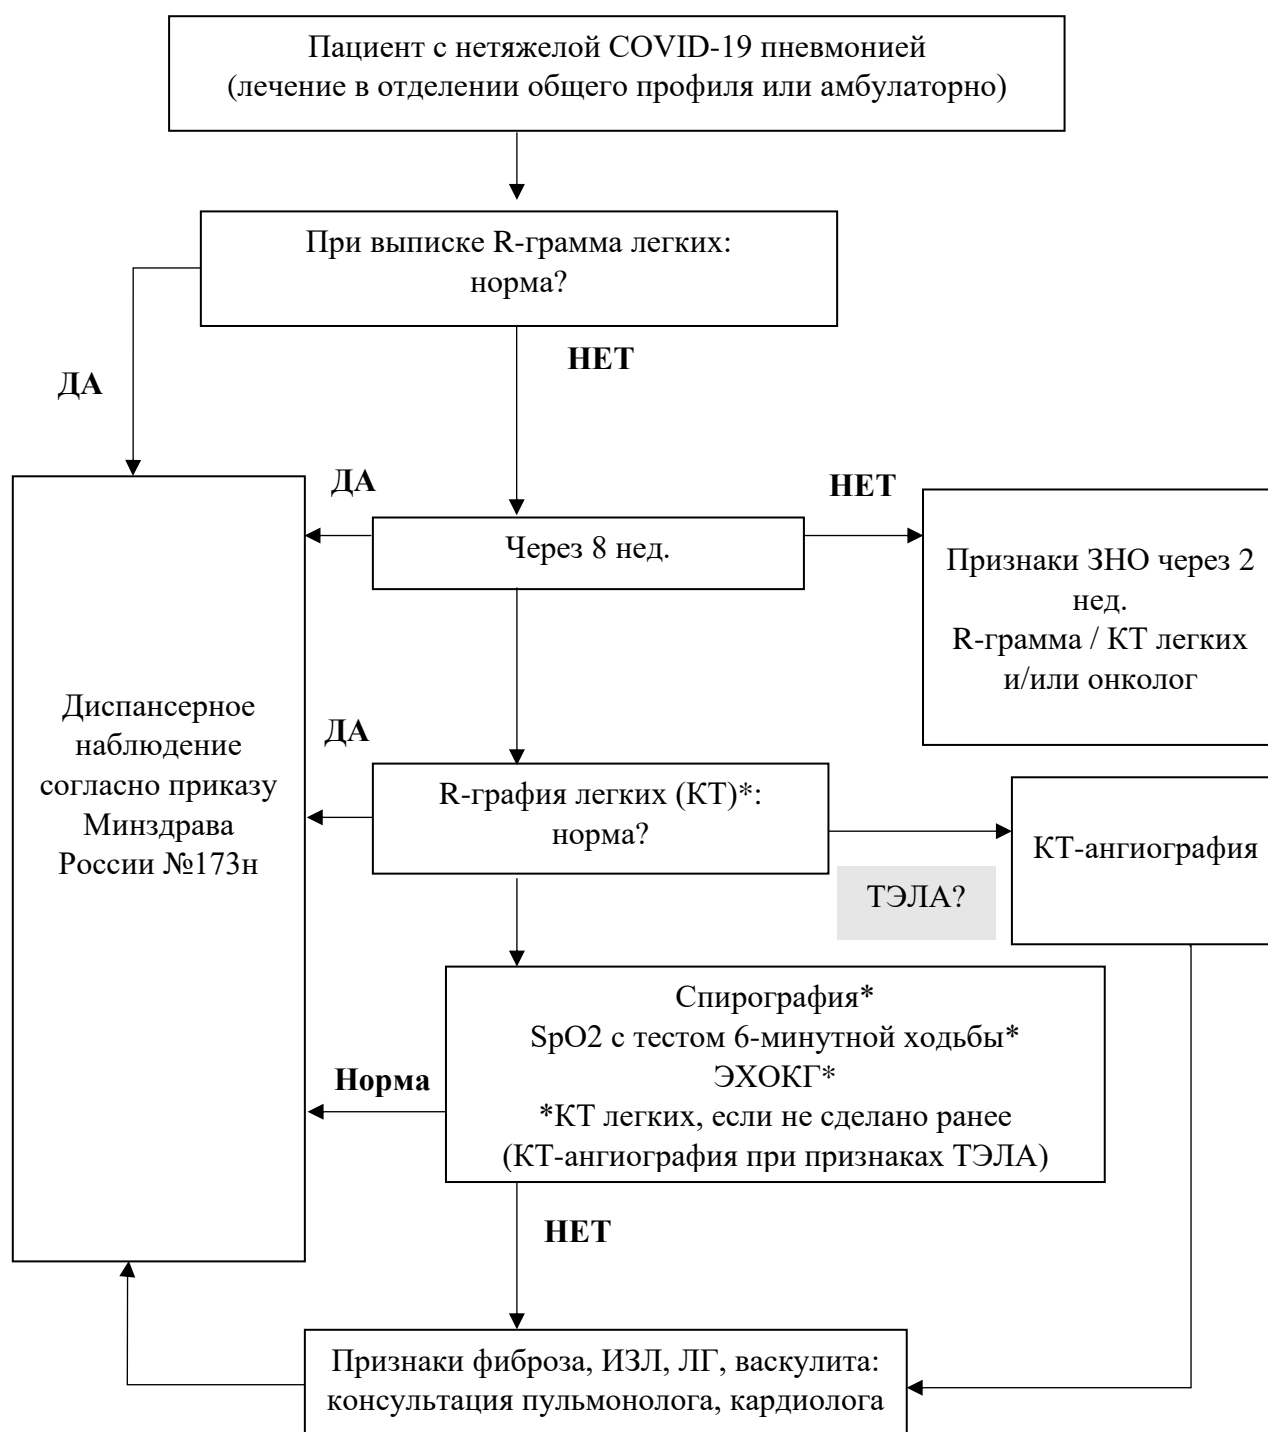 Пациент с нетяжелой COVID-19 пневмонией
(лечение в отделении общего профиля или амбулаторно)
При выписке R-грамма легких:
норма?
НЕТ
ДА
ДА
НЕТ
Через 8 нед.
Признаки ЗНО через 2
нед.
R-грамма / КТ легких
и/или онколог
Диспансерное
наблюдение
согласно приказу
Минздрава
России №173н
ДА
R-графия легких (КТ)*:
норма?
КТ-ангиография
ТЭЛА?
Спирография*
SpO2 с тестом 6-минутной ходьбы*
ЭХОКГ*
*КТ легких, если не сделано ранее
(КТ-ангиография при признаках ТЭЛА)
Норма
НЕТ
Признаки фиброза, ИЗЛ, ЛГ, васкулита:
консультация пульмонолога, кардиолога